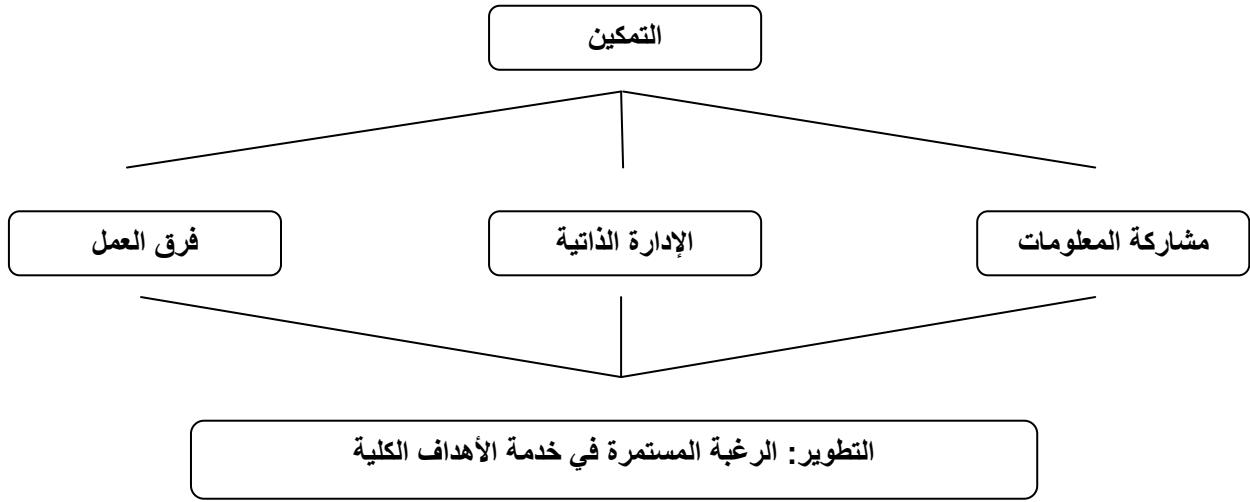 التمكين
مشاركة المعلومات
الإدارة الذاتية
فرق العمل
التطوير: الرغبة المستمرة في خدمة الأهداف الكلية